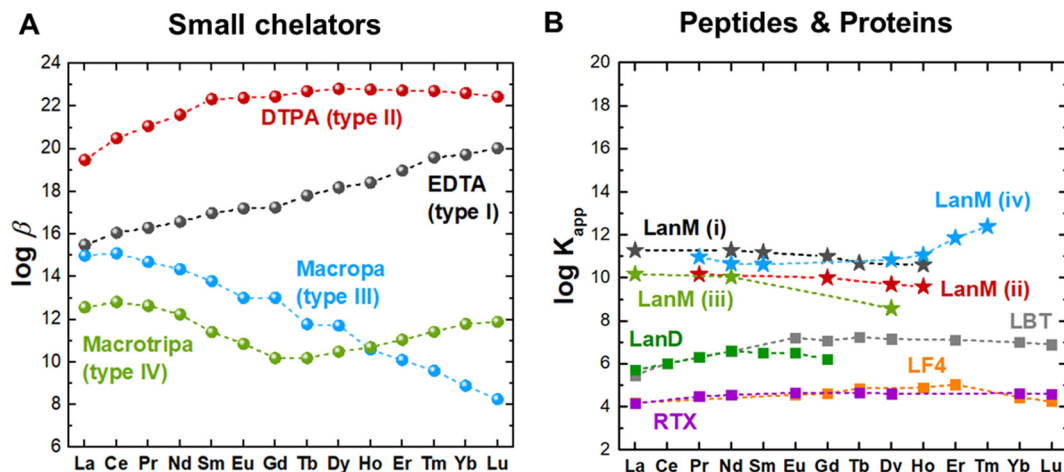 A
Small chelators
24
22
20
18
16
14
12
10
8
6
log β
DTPA (type II)
EDTA
(type I)
Macropa
(type III)
Macrotripa
(type IV)
La Ce Pr Nd Sm Eu Gd Tb Dy Ho Er Tm Yb Lu
B
Peptides & Proteins
20
18
16
14
12
10
8
6
4
2
log Kapp
LanM (i)
LanM (iv)
LanM (iii)
LanM (ii)
LanD
LBT
LF4
RTX
La Ce Pr Nd Sm Eu Gd Tb Dy Ho Er Tm Yb Lu